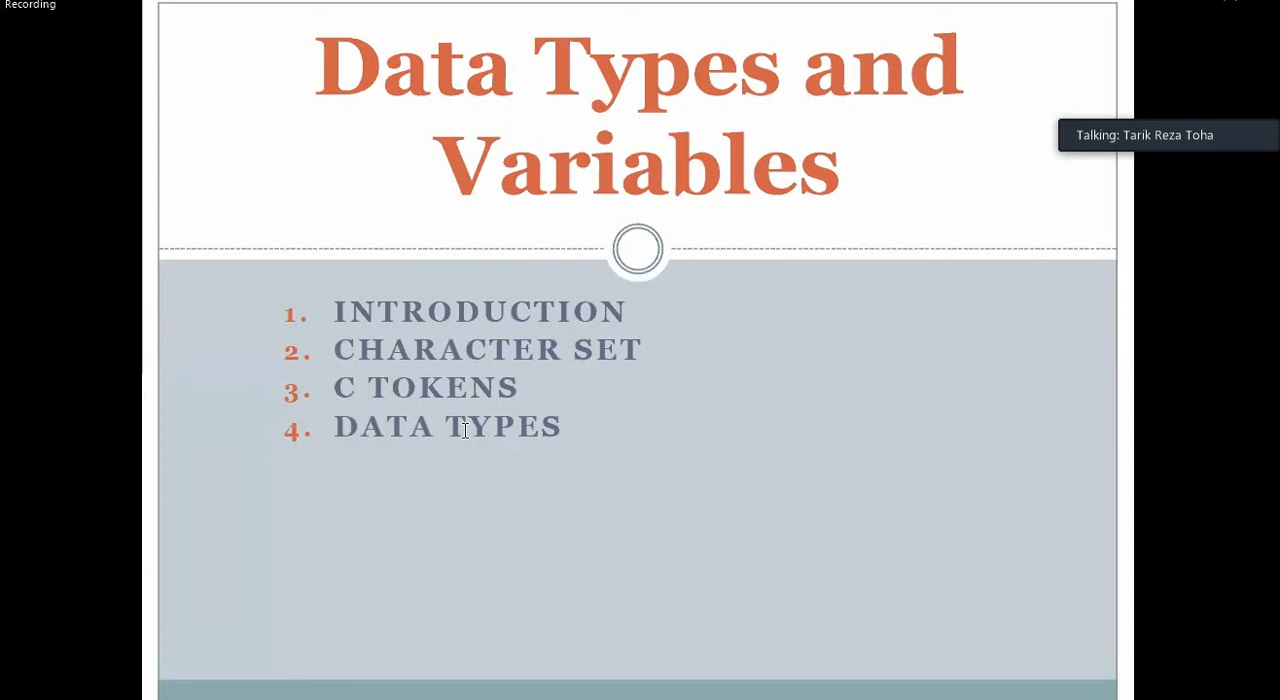 Recording
Data Types and
Variables
Talking: Tarik Reza Toha
1. INTRODUCTION
2. CHARACTER SET
3. C TOKENS
4. DATA TYPES